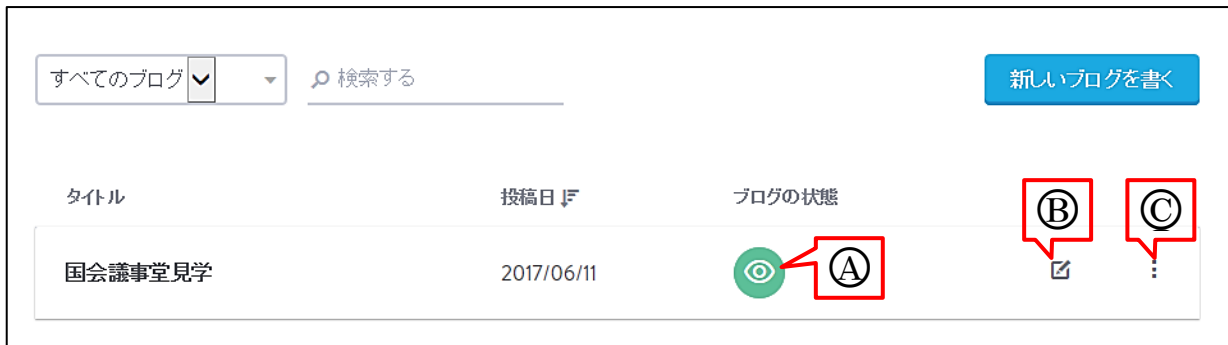 すべてのブログ
検索する
新しいブログを書く
タイトル 投稿日 ブログの状態
Ⓑ Ⓒ
国会議事堂見学 2017/06/11 Ⓐ